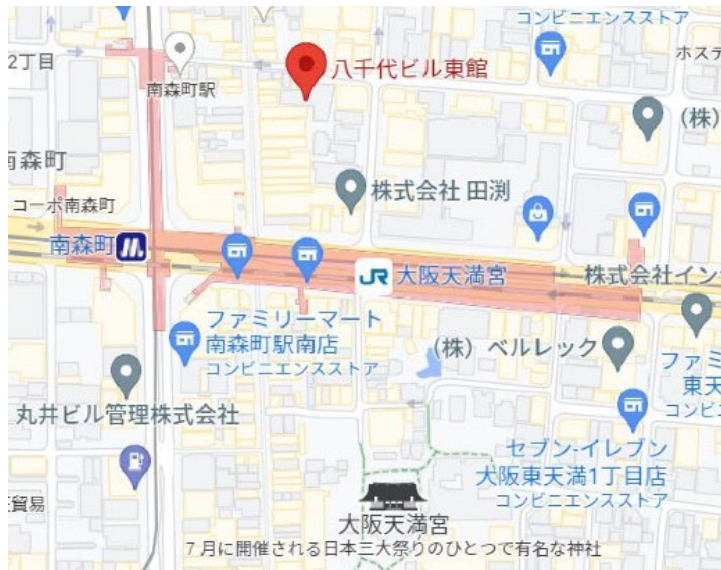 コンビニエンスストア
2丁目
南森町駅
八千代ビル東館
ホステ
(株)
南森町
コーポ南森町
株式会社 田渕
南森町
JR 大阪天満宮
株式会社イン
ファミリーマート
南森町駅南店
コンビニエンスストア
(株) ベルレック
ファミ
東天
コンビニ
丸井ビル管理株式会社
セブン-イレブン
大阪東天満1丁目店
コンビニエンスストア
貿易
大阪天満宮
7月に開催される日本三大祭りのひとつで有名な神社